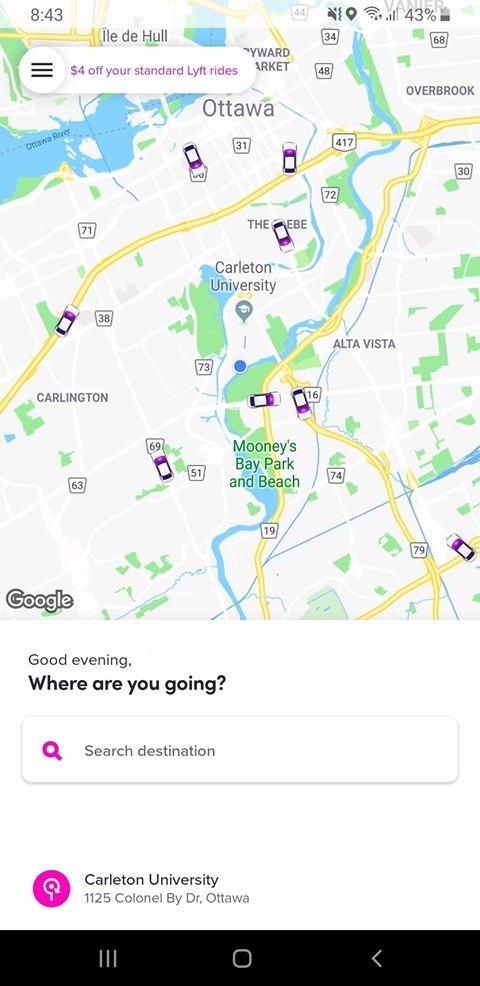 8:43
43%
44
VANIER
Île de Hull
34
68
BYWARD
MARKET
$4 off your standard Lyft rides
48
OVERBROOK
Ottawa
Ottawa River
31
417
30
72
71
THE GLEBE
Carleton
University
38
ALTA VISTA
73
CARLINGTON
16
69
Mooney's
Bay Park
and Beach
51
74
63
19
79
Google
Good evening,
Where are you going?
Search destination
Carleton University
1125 Colonel By Dr, Ottawa